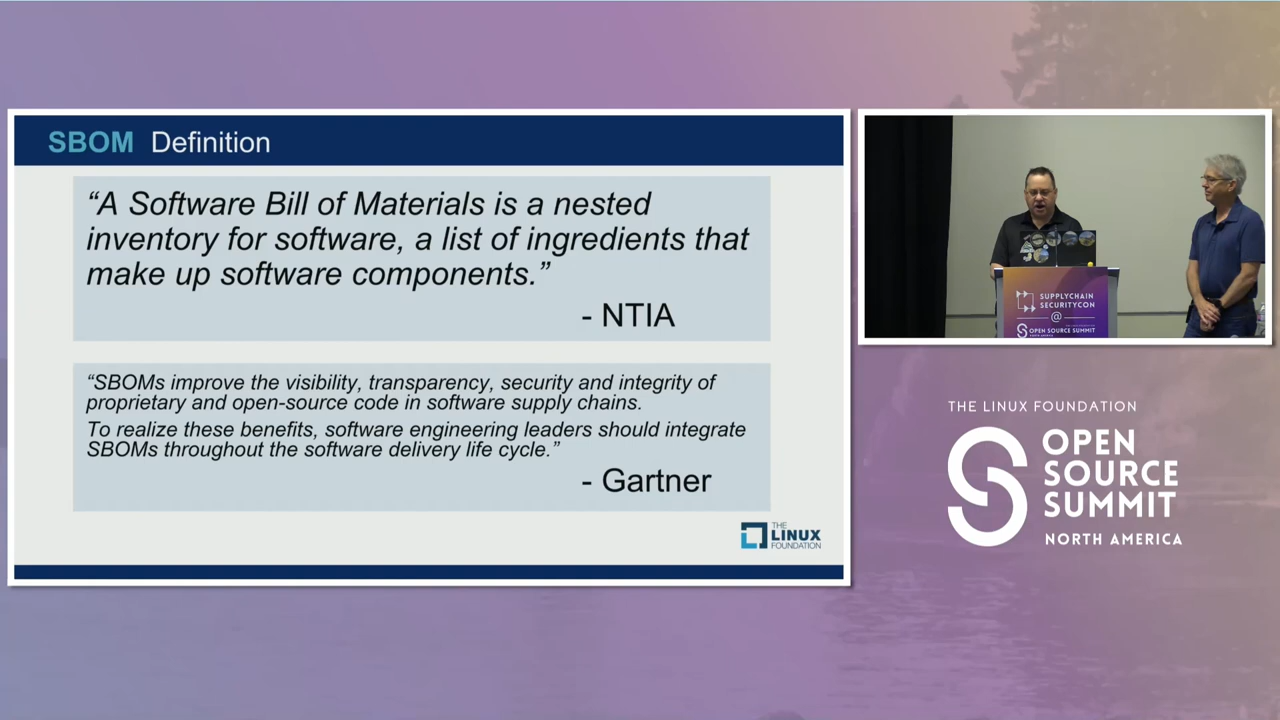 SBOM Definition
“A Software Bill of Materials is a nested
inventory for software, a list of ingredients that
make up software components.”
- NTIA
“SBOMs improve the visibility, transparency, security and integrity of
proprietary and open-source code in software supply chains.
To realize these benefits, software engineering leaders should integrate
SBOMs throughout the software delivery life cycle.”
- Gartner
THE
LINUX
FOUNDATION
SUPPLYCHAIN
SECURITYCON
@
OPEN SOURCE SUMMIT
THE LINUX FOUNDATION
OPEN
SOURCE
SUMMIT
NORTH AMERICA